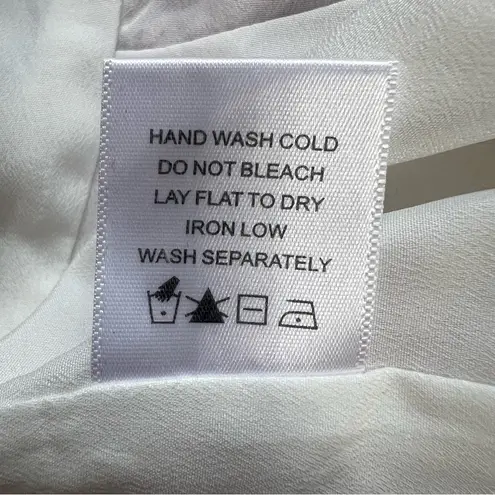 HAND WASH COLD
DO NOT BLEACH
LAY FLAT TO DRY
IRON LOW
WASH SEPARATELY